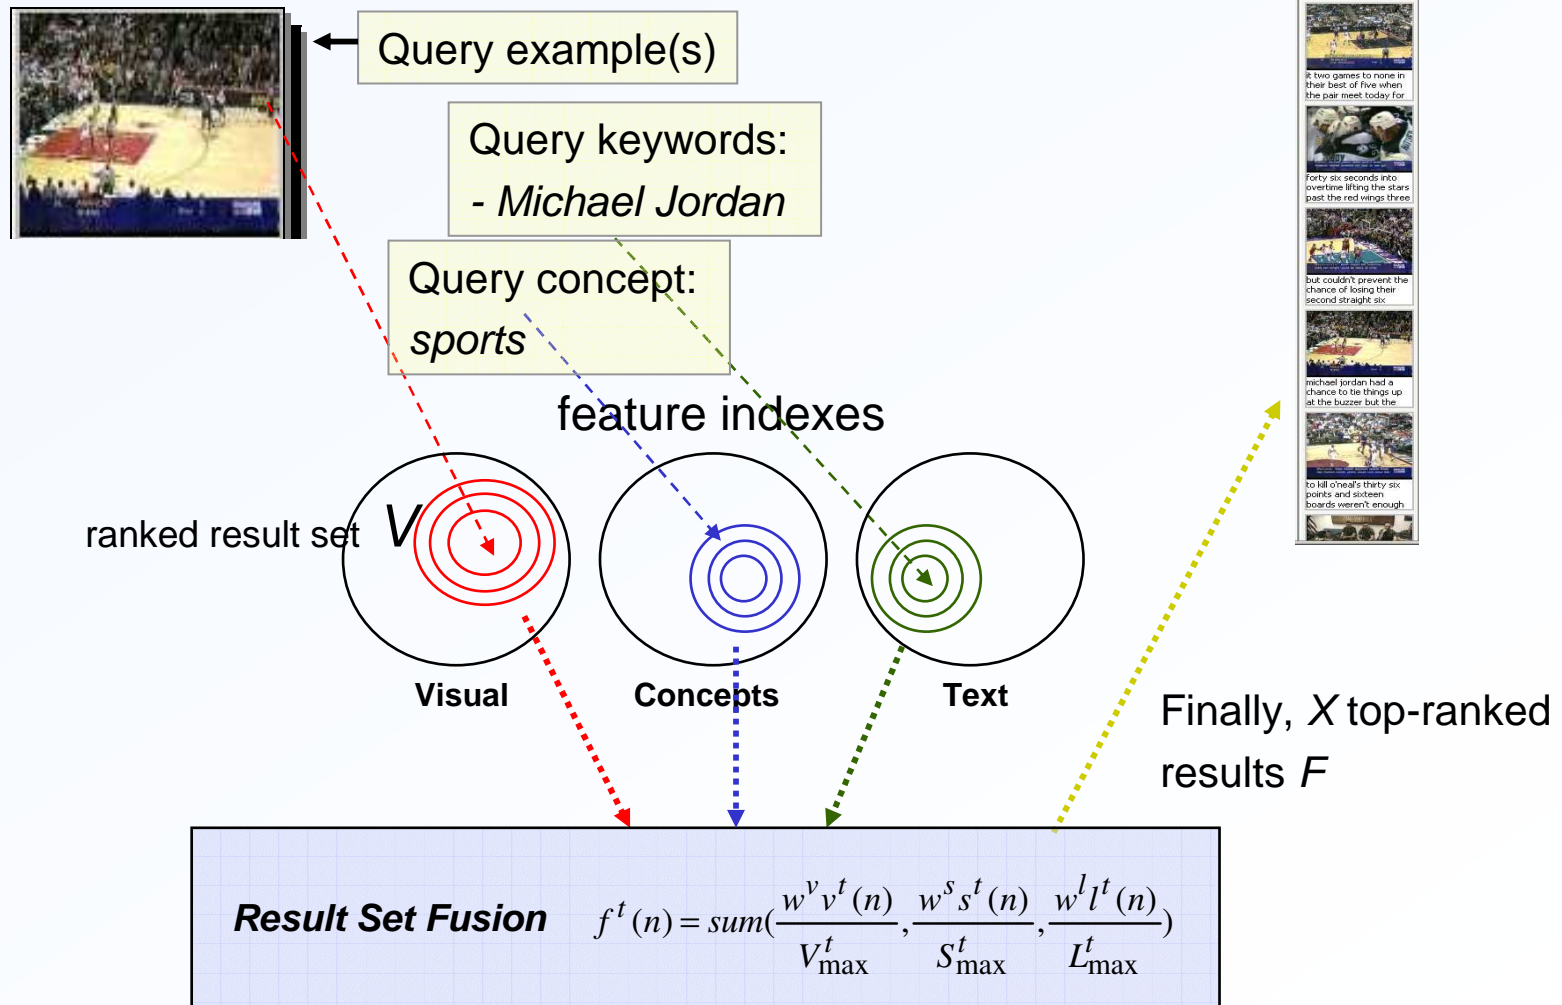 Query example(s)
Query keywords:
- Michael Jordan
Query concept:
sports
feature indexes
ranked result set V
Visual
Concepts
Text
Result Set Fusion f^t(n) = sum(w^v v^t(n) / V^t_max, w^s s^t(n) / S^t_max, w^l l^t(n) / L^t_max)
Finally, X top-ranked
results F
it two games to none in
their best of five when
the pair meet today for
forty six seconds into
overtime lifting the stars
past the red wings three
but couldn't prevent the
chance of losing their
second straight six
michael jordan had a
chance to tie things up
at the buzzer but the
to kill o'neal's thirty six
points and sixteen
boards weren't enough